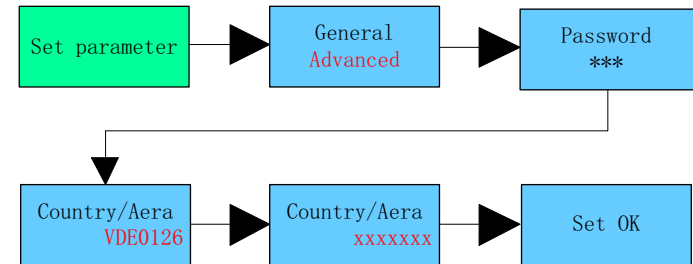 Set parameter
General
Advanced
Password
***
Country/Aera
VDE0126
Country/Aera
xxxxxxx
Set OK